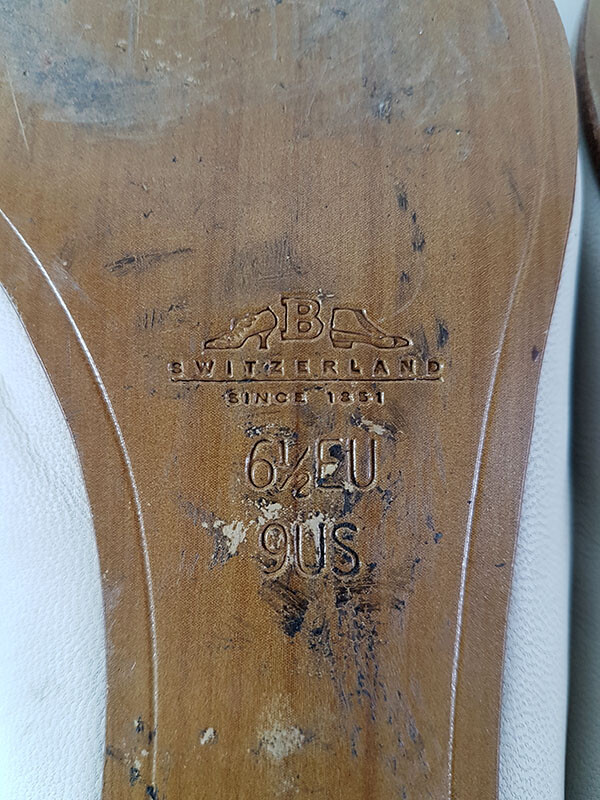 B
SWITZERLAND
SINCE 1851
6½EU
9US